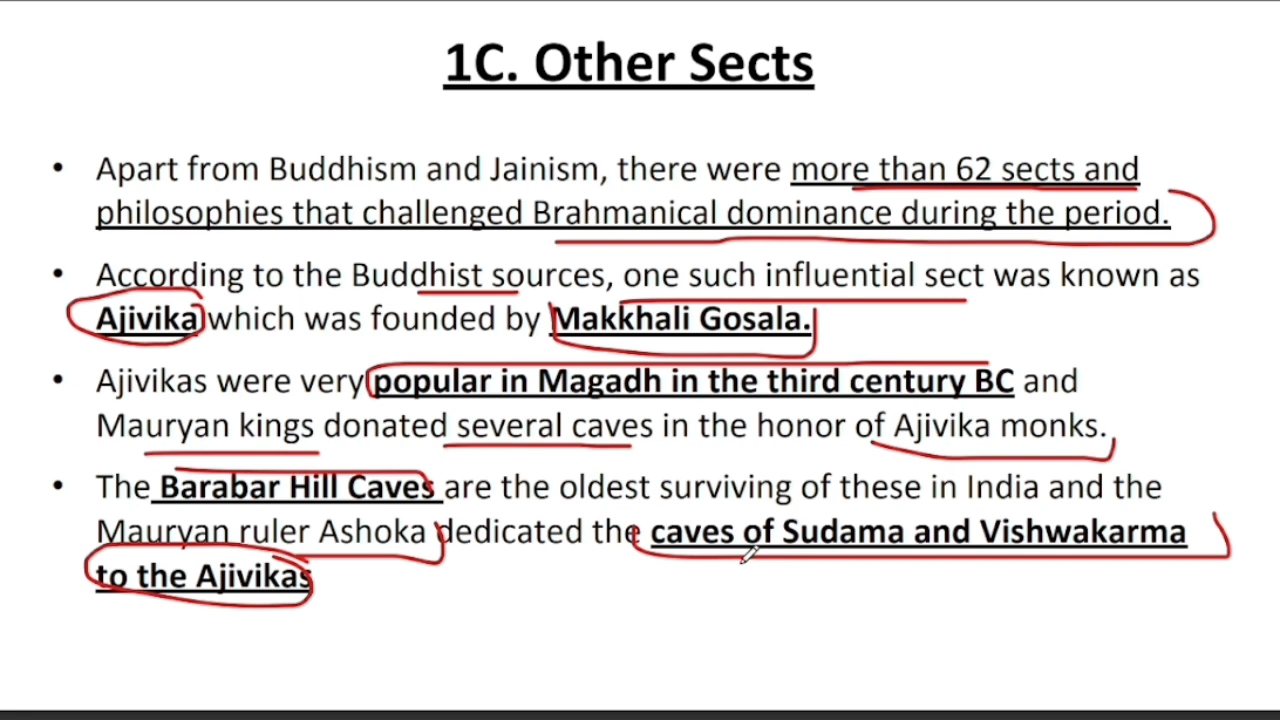 1C. Other Sects
• Apart from Buddhism and Jainism, there were more than 62 sects and
philosophies that challenged Brahmanical dominance during the period.
• According to the Buddhist sources, one such influential sect was known as
Ajivika which was founded by Makkhali Gosala.
• Ajivikas were very popular in Magadh in the third century BC and
Mauryan kings donated several caves in the honor of Ajivika monks.
• The Barabar Hill Caves are the oldest surviving of these in India and the
Mauryan ruler Ashoka dedicated the caves of Sudama and Vishwakarma
to the Ajivikas